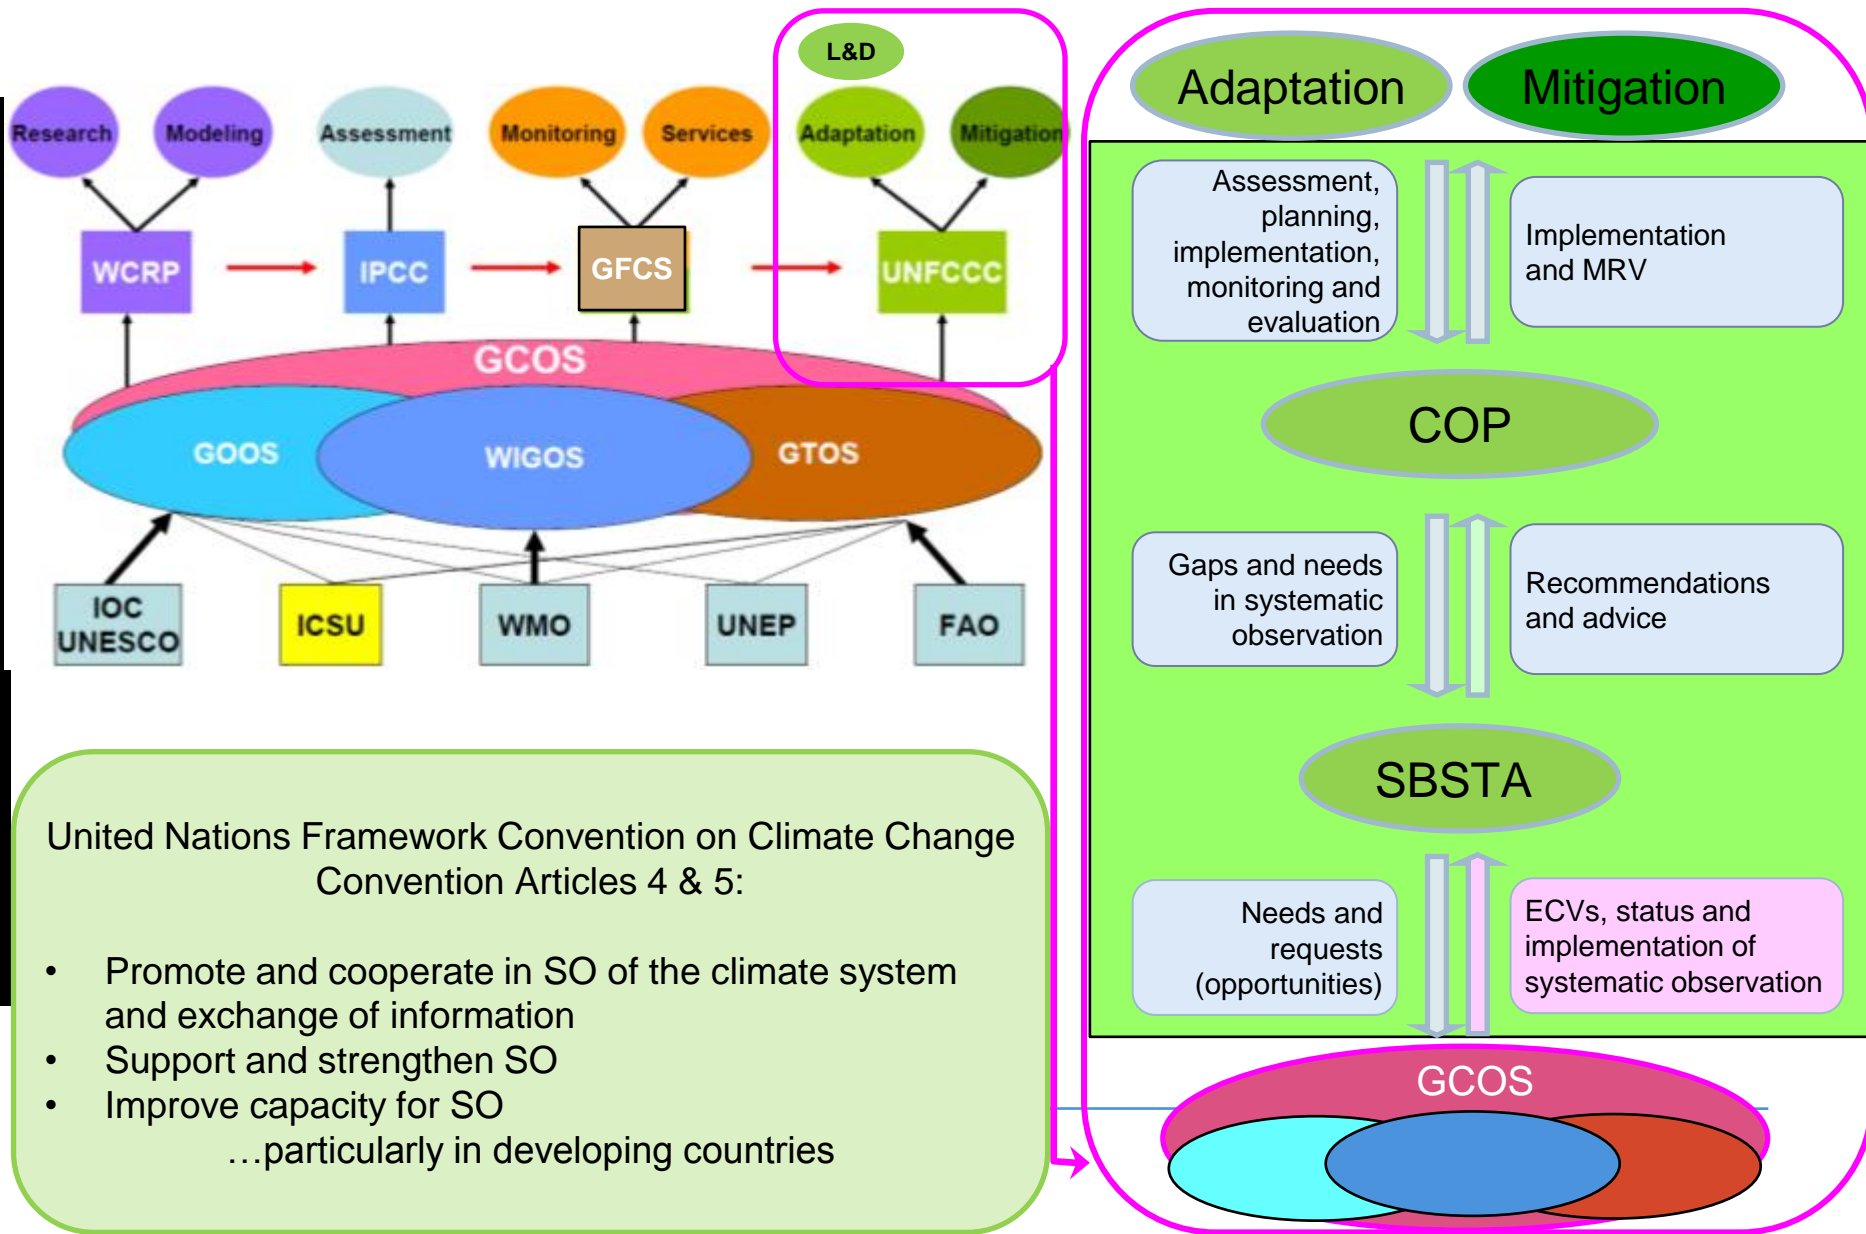 L&D
Research
Modeling
Assessment
Monitoring
Services
Adaptation
Mitigation
WCRP
IPCC
GFCS
UNFCCC
GCOS
GOOS
WIGOS
GTOS
IOC
UNESCO
ICSU
WMO
UNEP
FAO
United Nations Framework Convention on Climate Change
Convention Articles 4 & 5:
• Promote and cooperate in SO of the climate system
and exchange of information
• Support and strengthen SO
• Improve capacity for SO
…particularly in developing countries
Adaptation
Mitigation
Assessment,
planning,
implementation,
monitoring and
evaluation
Implementation
and MRV
COP
Gaps and needs
in systematic
observation
Recommendations
and advice
SBSTA
Needs and
requests
(opportunities)
ECVs, status and
implementation of
systematic observation
GCOS